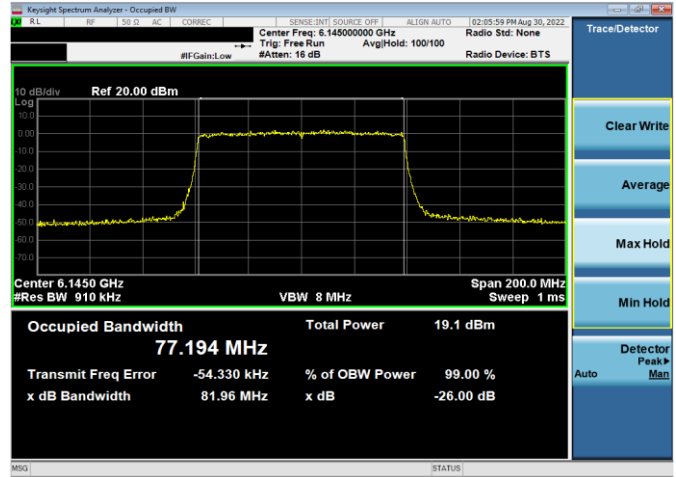 Keysight Spectrum Analyzer - Occupied BW
LXI RL RF 50 Ω AC CORREC SENSE:INT SOURCE OFF ALIGN AUTO 02:05:59 PM Aug 30, 2022
Center Freq: 6.145000000 GHz Radio Std: None
Trig: Free Run Avg|Hold: 100/100
#IFGain:Low #Atten: 16 dB Radio Device: BTS
Trace/Detector
10 dB/div Ref 20.00 dBm
Log
10.0
0.00
-10.0
-20.0
-30.0
-40.0
-50.0
-60.0
-70.0
Center 6.1450 GHz Span 200.0 MHz
#Res BW 910 kHz VBW 8 MHz Sweep 1 ms
Occupied Bandwidth Total Power 19.1 dBm
77.194 MHz
Transmit Freq Error -54.330 kHz % of OBW Power 99.00 %
x dB Bandwidth 81.96 MHz x dB -26.00 dB
Clear Write
Average
Max Hold
Min Hold
Detector
Peak▶
Auto Man
MSG STATUS